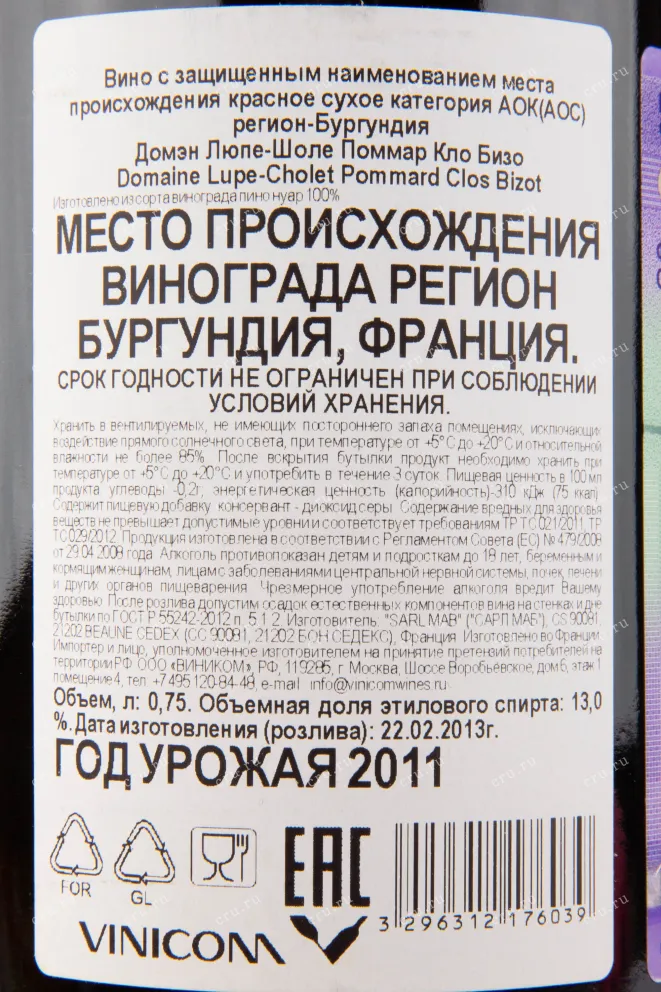 Вино с защищенным наименованием места
происхождения красное сухое категория АОК(АОС)
регион-Бургундия
Домэн Люпе-Шоле Поммар Кло Бизо
Domaine Lupe-Cholet Pommard Clos Bizot
Изготовлено из сорта винограда пино нуар 100%
МЕСТО ПРОИСХОЖДЕНИЯ
ВИНОГРАДА РЕГИОН
БУРГУНДИЯ, ФРАНЦИЯ.
СРОК ГОДНОСТИ НЕ ОГРАНИЧЕН ПРИ СОБЛЮДЕНИИ
УСЛОВИЙ ХРАНЕНИЯ.
Хранить в вентилируемых, не имеющих постороннего запаха помещениях, исключающих
воздействие прямого солнечного света, при температуре от +5°С до +20°С и относительной
влажности не более 85%. После вскрытия бутылки продукт необходимо хранить при
температуре от +5°С до +20°С и употребить в течение 3 суток. Пищевая ценность в 100 мл
продукта углеводы -0,2г, энергетическая ценность (калорийность)-310 кДж (75 ккал)
Содержит пищевую добавку консервант - диоксид серы. Содержание вредных для здоровья
веществ не превышает допустимые уровни и соответствует требованиям ТР ТС 021/2011, ТР
ТС 029/2012. Продукция изготовлена в соответствии с Регламентом Совета (ЕС) № 479/2008
от 29.04.2008 года. Алкоголь противопоказан детям и подросткам до 18 лет, беременным и
кормящим женщинам, лицам с заболеваниями центральной нервной системы, почек, печени
и других органов пищеварения. Чрезмерное употребление алкоголя вредит Вашему
здоровью. После розлива допустим осадок естественных компонентов вина на стенках и дне
бутылки по ГОСТ Р 55242-2012 п. 5.1.2. Изготовитель: "SARL MAB" ("САРЛ МАБ"), CS 90081,
21202 BEAUNE CEDEX (СС 90081, 21202 БОН СЕДЕКС), Франция. Изготовлено во Франции
Импортер и лицо, уполномоченное изготовителем на принятие претензий потребителей на
территории РФ: ООО «ВИНИКОМ», РФ, 119285, г Москва, Шоссе Воробьёвское, дом 6, этаж 1
помещение 4, тел. +7 495 120-84-48, e-mail: info@vinicomwines.ru
Объем, л: 0,75. Объемная доля этилового спирта: 13,0
%. Дата изготовления (розлива): 22.02.2013г.
ГОД УРОЖАЯ 2011
FOR
GL
EAC
3 296312 176039
VINICOM
cru.ru